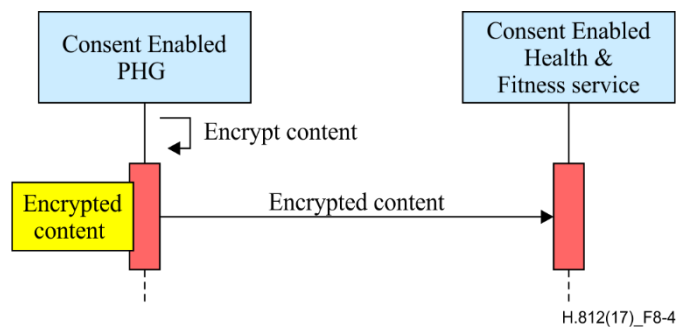 Consent Enabled
PHG
Consent Enabled
Health &
Fitness service
Encrypt content
Encrypted
content
Encrypted content
H.812(17)_F8-4